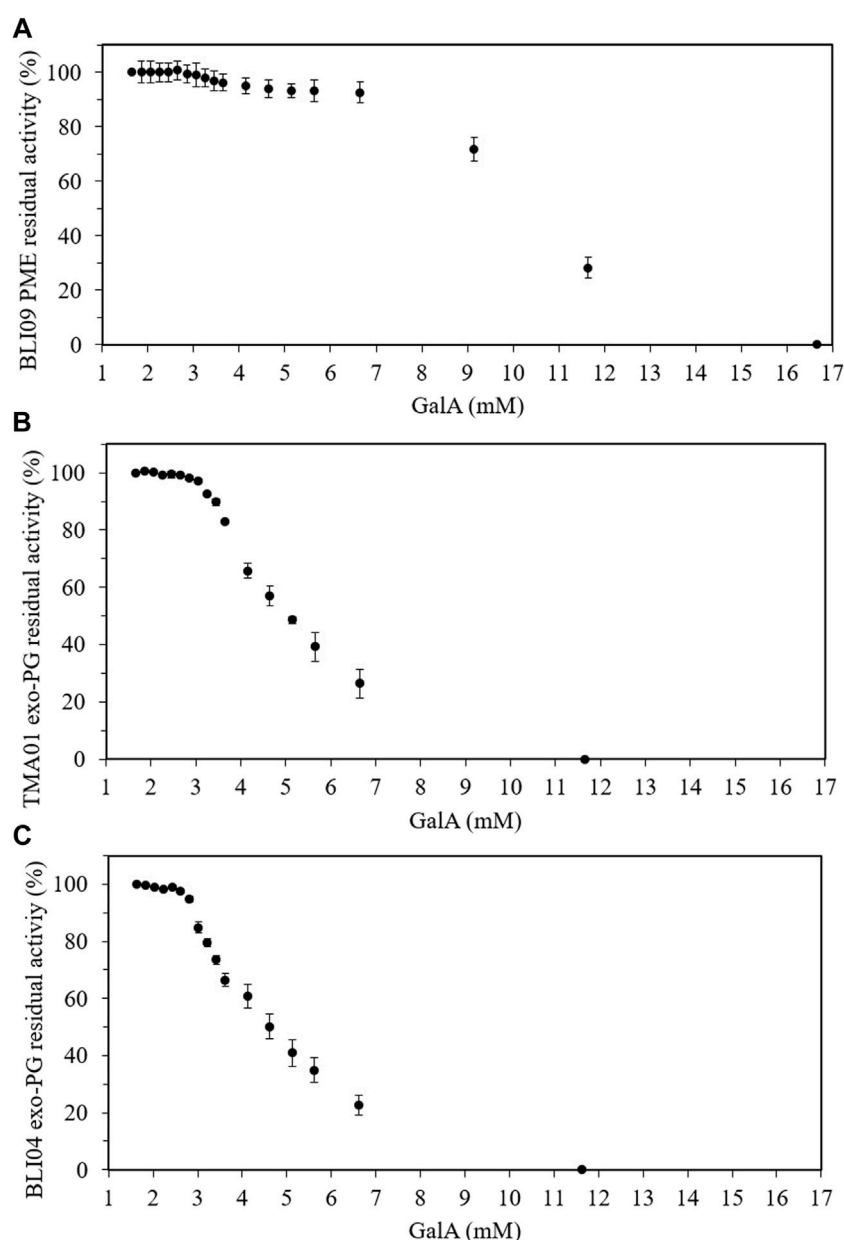 A
BLI09 PME residual activity (%)
100
80
60
40
20
0
1 2 3 4 5 6 7 8 9 10 11 12 13 14 15 16 17
GalA (mM)
B
TMA01 exo-PG residual activity (%)
100
80
60
40
20
0
1 2 3 4 5 6 7 8 9 10 11 12 13 14 15 16 17
GalA (mM)
C
BLI04 exo-PG residual activiy (%)
100
80
60
40
20
0
1 2 3 4 5 6 7 8 9 10 11 12 13 14 15 16 17
GalA (mM)